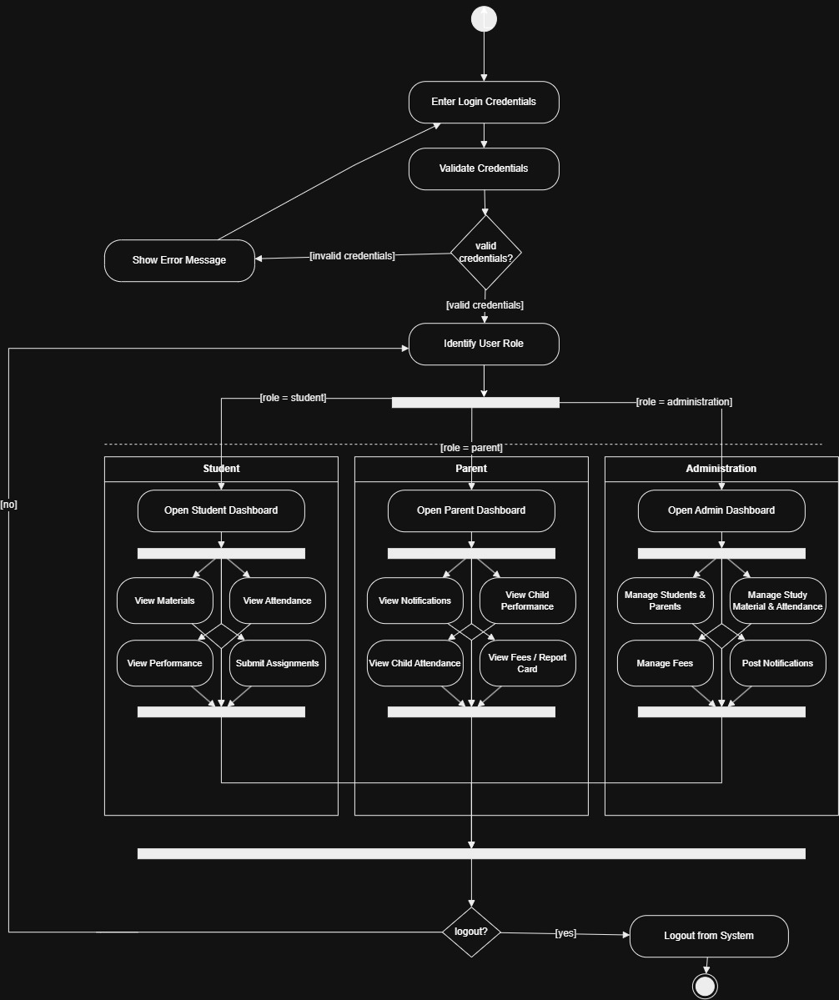 Enter Login Credentials
Validate Credentials
valid
credentials?
[invalid credentials]
Show Error Message
[valid credentials]
Identify User Role
[role = student]
[role = administration]
[role = parent]
Student
Parent
Administration
[no]
Open Student Dashboard
Open Parent Dashboard
Open Admin Dashboard
View Materials
View Attendance
View Notifications
View Child
Performance
Manage Students &
Parents
Manage Study
Material & Attendance
View Performance
Submit Assignments
View Child Attendance
View Fees / Report
Card
Manage Fees
Post Notifications
logout?
[yes]
Logout from System